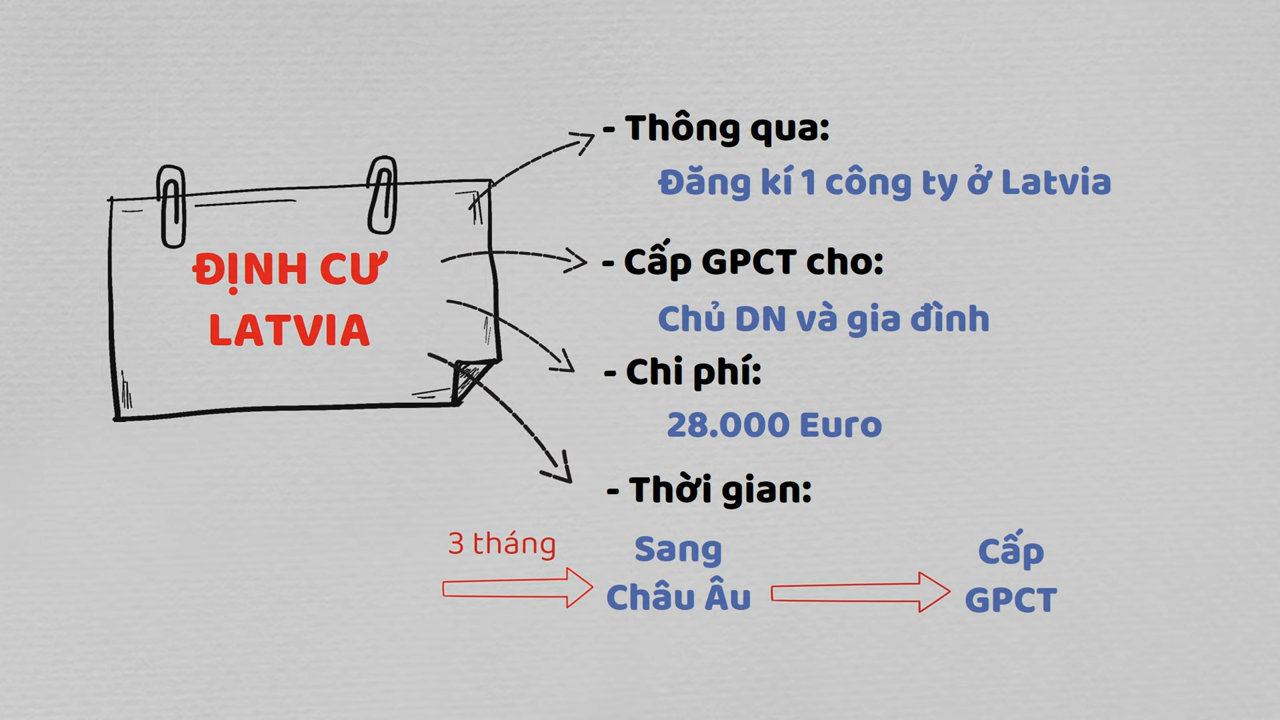 ĐỊNH CƯ
LATVIA
- Thông qua:
Đăng kí 1 công ty ở Latvia
- Cấp GPCT cho:
Chủ DN và gia đình
- Chi phí:
28.000 Euro
- Thời gian:
3 tháng
Sang
Châu Âu
Cấp
GPCT